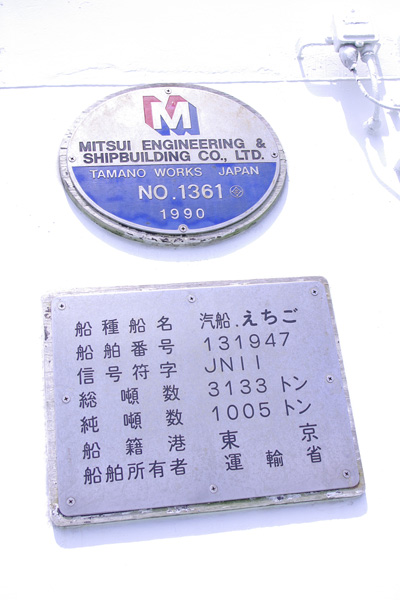 M
MITSUI ENGINEERING &
SHIPBUILDING CO., LTD.
TAMANO WORKS JAPAN
NO.1361
1990
船種船名 汽船.えちご
船舶番号 131947
信号符字 JNII
総噸数 3133トン
純噸数 1005トン
船籍港 東京
船舶所有者 運輸省